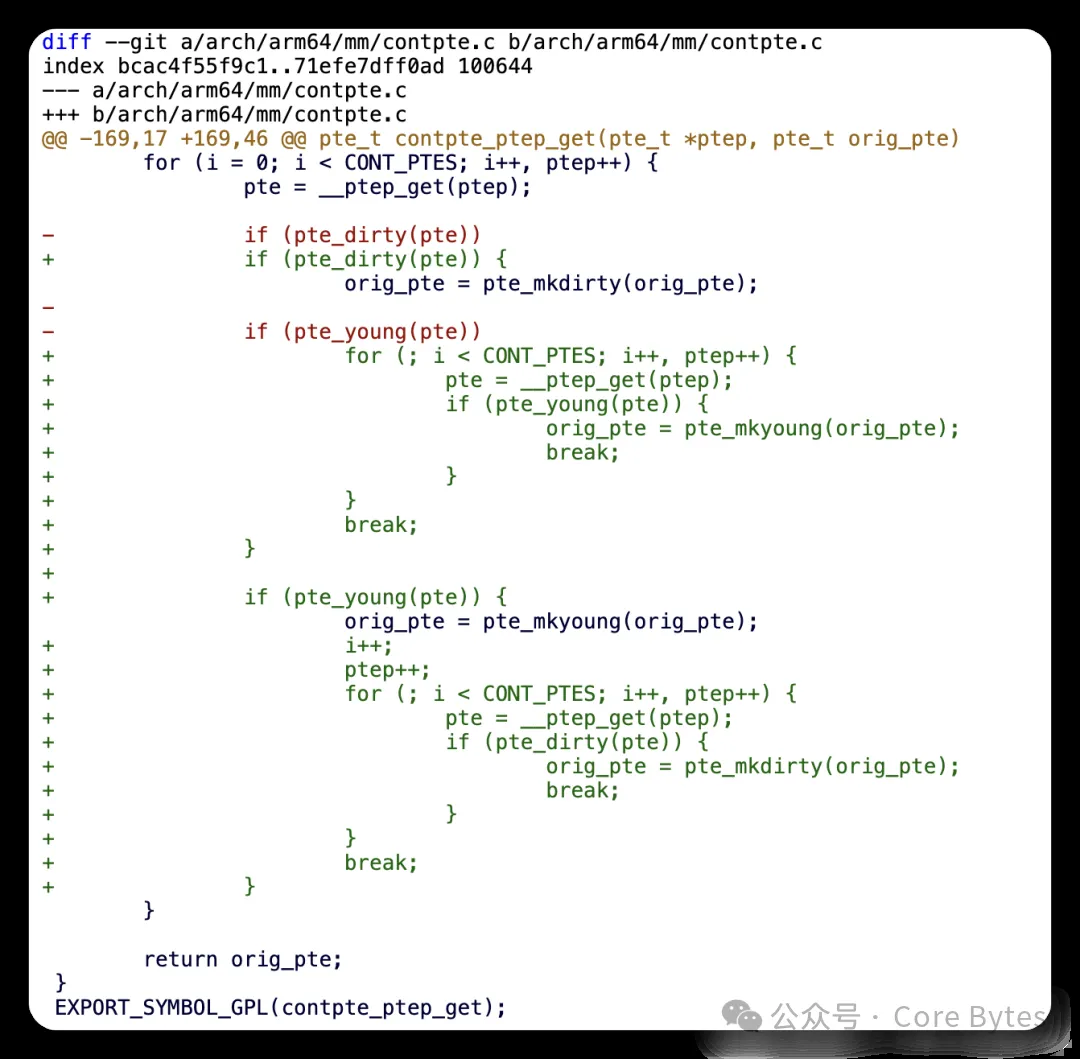 diff --git a/arch/arm64/mm/contpte.c b/arch/arm64/mm/contpte.c
index bcac4f55f9c1..71efe7dff0ad 100644
--- a/arch/arm64/mm/contpte.c
+++ b/arch/arm64/mm/contpte.c
@@ -169,17 +169,46 @@ pte_t contpte_ptep_get(pte_t *ptep, pte_t orig_pte)
        for (i = 0; i < CONT_PTES; i++, ptep++) {
                pte = __ptep_get(ptep);

-               if (pte_dirty(pte))
+               if (pte_dirty(pte)) {
                        orig_pte = pte_mkdirty(orig_pte);
-
-               if (pte_young(pte))
+                       for (; i < CONT_PTES; i++, ptep++) {
+                               pte = __ptep_get(ptep);
+                               if (pte_young(pte)) {
+                                       orig_pte = pte_mkyoung(orig_pte);
+                                       break;
+                               }
+                       }
+                       break;
+               }
+
+               if (pte_young(pte)) {
                        orig_pte = pte_mkyoung(orig_pte);
+                       i++;
+                       ptep++;
+                       for (; i < CONT_PTES; i++, ptep++) {
+                               pte = __ptep_get(ptep);
+                               if (pte_dirty(pte)) {
+                                       orig_pte = pte_mkdirty(orig_pte);
+                                       break;
+                               }
+                       }
+                       break;
+               }
        }

        return orig_pte;
 }
 EXPORT_SYMBOL_GPL(contpte_ptep_get);
公众号 · Core Bytes